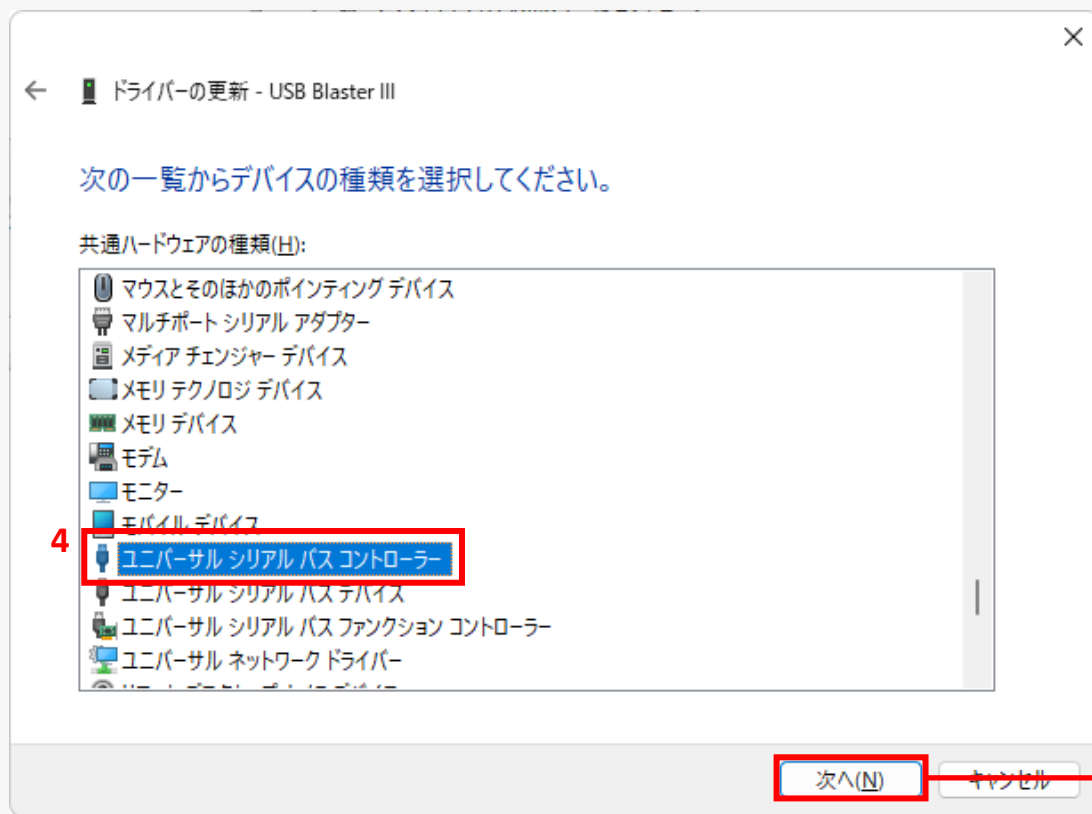 ドライバーの更新 - USB Blaster III
次の一覧からデバイスの種類を選択してください。
共通ハードウェアの種類(H):
マウスとそのほかのポインティング デバイス
マルチポート シリアル アダプター
メディア チェンジャー デバイス
メモリ テクノロジ デバイス
メモリ デバイス
モデム
モニター
モバイル デバイス
4
ユニバーサル シリアル バス コントローラー
ユニバーサル シリアル バス デバイス
ユニバーサル シリアル バス ファンクション コントローラー
ユニバーサル ネットワーク ドライバー
次へ(N)
キャンセル